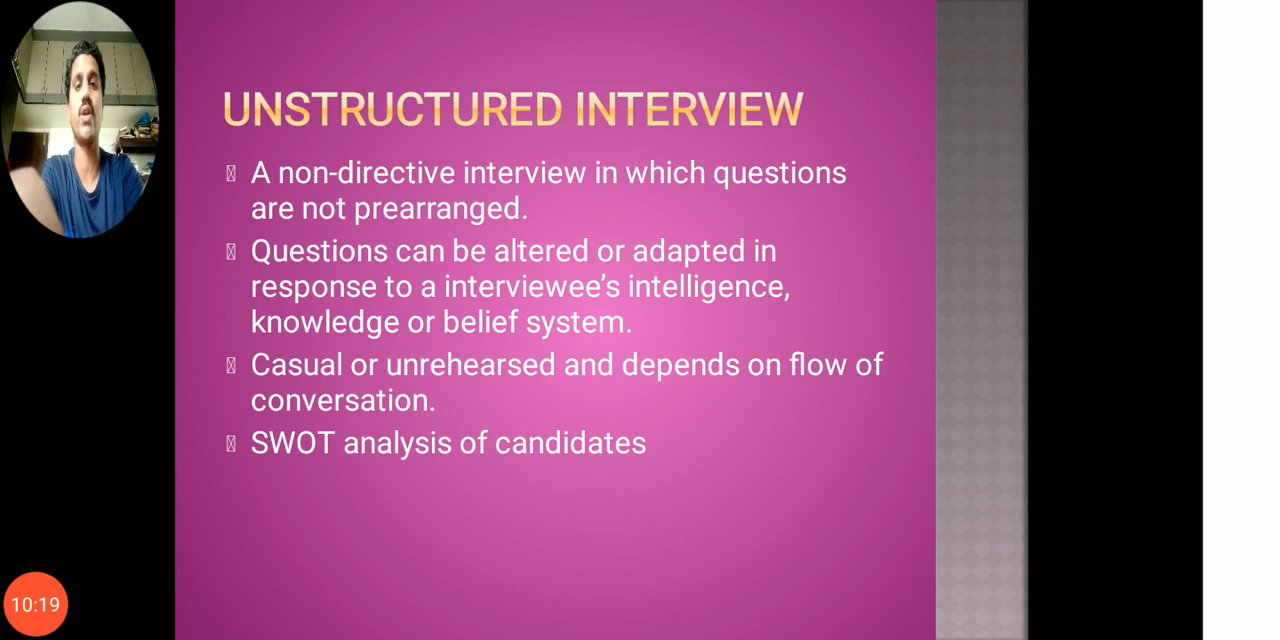 UNSTRUCTURED INTERVIEW
A non-directive interview in which questions
are not prearranged.
Questions can be altered or adapted in
response to a interviewee’s intelligence,
knowledge or belief system.
Casual or unrehearsed and depends on flow of
conversation.
SWOT analysis of candidates
10:19